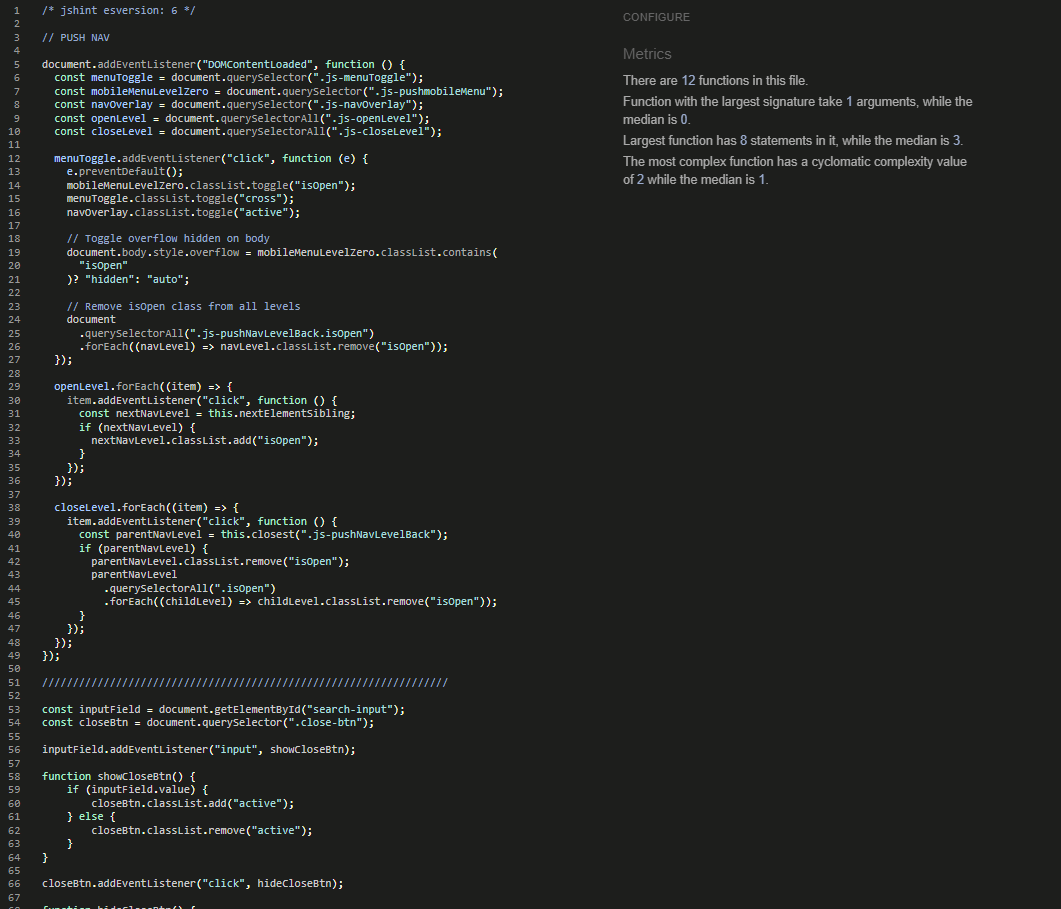 1 /* jshint esversion: 6 */
2
3 // PUSH NAV
4
5 document.addEventListener("DOMContentLoaded", function () {
6 const menuToggle = document.querySelector(".js-menuToggle");
7 const mobileMenuLevelZero = document.querySelector(".js-pushmobileMenu");
8 const navOverlay = document.querySelector(".js-navOverlay");
9 const openLevel = document.querySelectorAll(".js-openLevel");
10 const closeLevel = document.querySelectorAll(".js-closeLevel");
11
12 menuToggle.addEventListener("click", function (e) {
13 e.preventDefault();
14 mobileMenuLevelZero.classList.toggle("isOpen");
15 menuToggle.classList.toggle("cross");
16 navOverlay.classList.toggle("active");
17
18 // Toggle overflow hidden on body
19 document.body.style.overflow = mobileMenuLevelZero.classList.contains(
20 "isOpen"
21 )? "hidden": "auto";
22
23 // Remove isOpen class from all levels
24 document
25 .querySelectorAll(".js-pushNavLevelBack.isOpen")
26 .forEach((navLevel) => navLevel.classList.remove("isOpen"));
27 });
28
29 openLevel.forEach((item) => {
30 item.addEventListener("click", function () {
31 const nextNavLevel = this.nextElementSibling;
32 if (nextNavLevel) {
33 nextNavLevel.classList.add("isOpen");
34 }
35 });
36 });
37
38 closeLevel.forEach((item) => {
39 item.addEventListener("click", function () {
40 const parentNavLevel = this.closest(".js-pushNavLevelBack");
41 if (parentNavLevel) {
42 parentNavLevel.classList.remove("isOpen");
43 parentNavLevel
44 .querySelectorAll(".isOpen")
45 .forEach((childLevel) => childLevel.classList.remove("isOpen"));
46 }
47 });
48 });
49 });
50
51 //////////////////////////////////////////////////////////////////
52
53 const inputField = document.getElementById("search-input");
54 const closeBtn = document.querySelector(".close-btn");
55
56 inputField.addEventListener("input", showCloseBtn);
57
58 function showCloseBtn() {
59 if (inputField.value) {
60 closeBtn.classList.add("active");
61 } else {
62 closeBtn.classList.remove("active");
63 }
64 }
65
66 closeBtn.addEventListener("click", hideCloseBtn);
67
CONFIGURE
Metrics
There are 12 functions in this file.
Function with the largest signature take 1 arguments, while the
median is 0.
Largest function has 8 statements in it, while the median is 3.
The most complex function has a cyclomatic complexity value
of 2 while the median is 1.